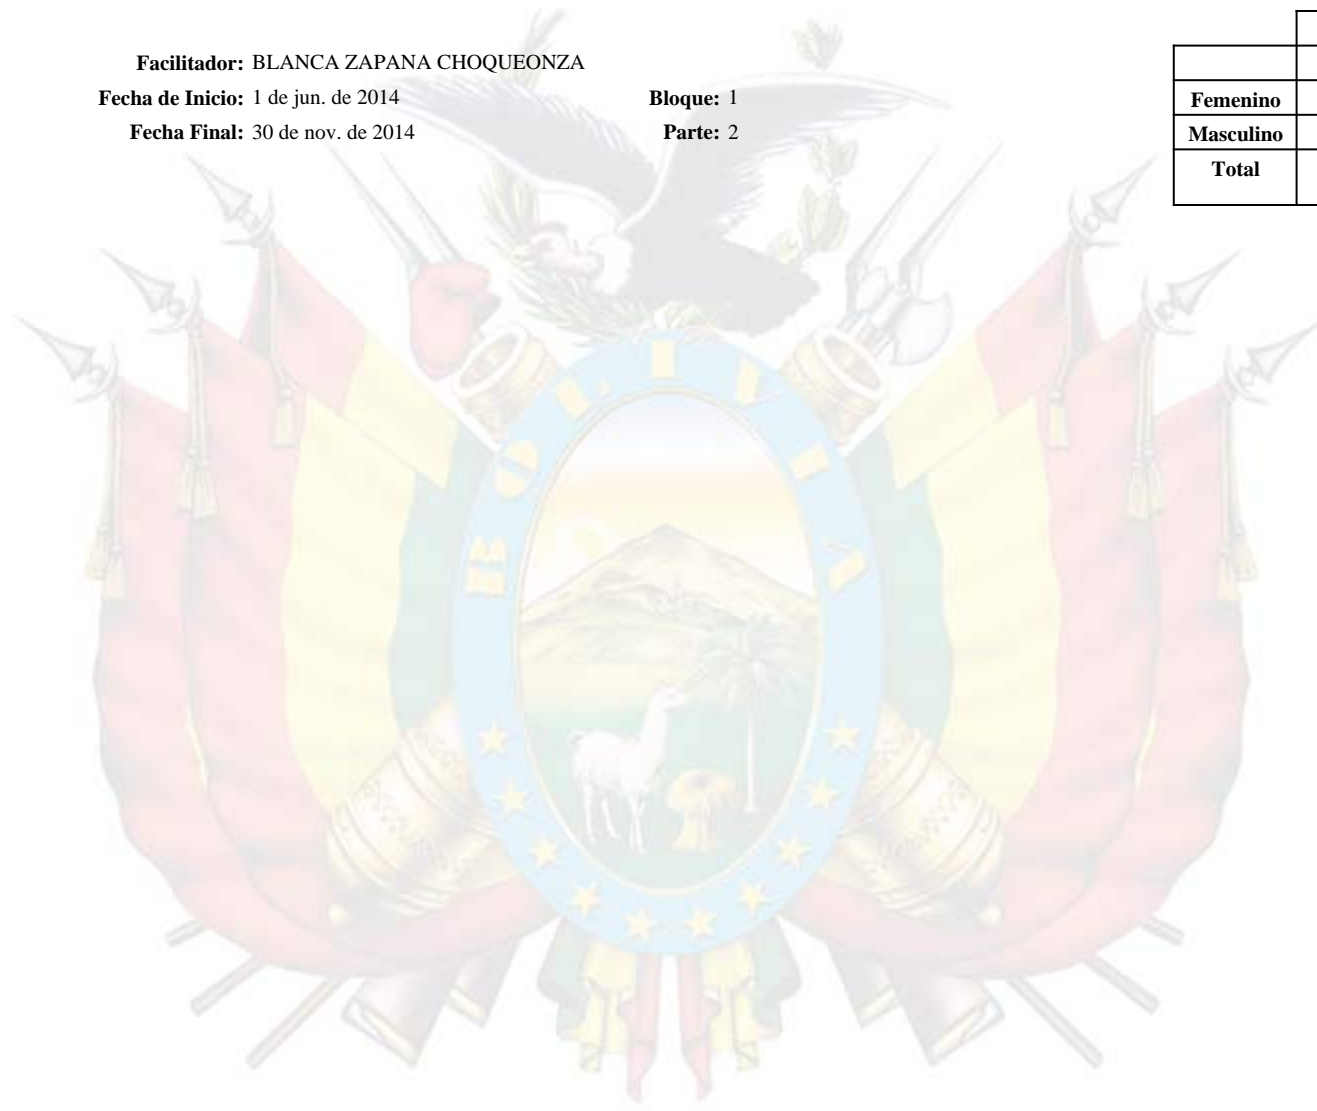 Facilitador: BLANCA ZAPANA CHOQUEONZA
Fecha de Inicio: 1 de jun. de 2014 Bloque: 1
Fecha Final: 30 de nov. de 2014 Parte: 2
Femenino
Masculino
Total
BOLIVIA